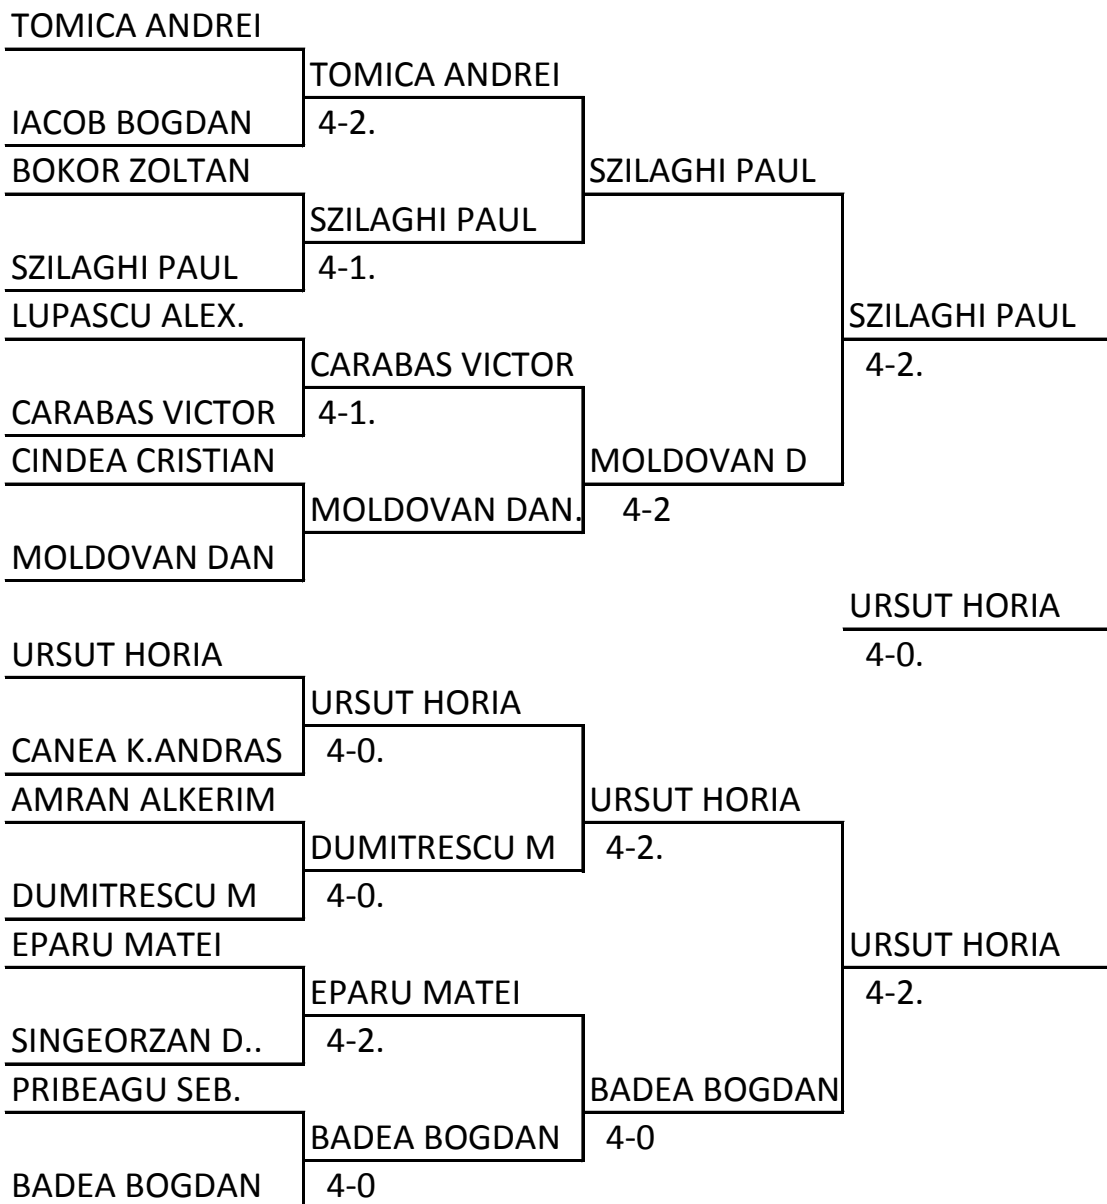 TOMICA ANDREI
TOMICA ANDREI
IACOB BOGDAN 4-2.
BOKOR ZOLTAN SZILAGHI PAUL
SZILAGHI PAUL
SZILAGHI PAUL 4-1.
LUPASCU ALEX. SZILAGHI PAUL
CARABAS VICTOR 4-2.
CARABAS VICTOR 4-1.
CINDEA CRISTIAN MOLDOVAN D
MOLDOVAN DAN. 4-2
MOLDOVAN DAN
URSUT HORIA
URSUT HORIA 4-0.
URSUT HORIA
CANEA K.ANDRAS 4-0.
AMRAN ALKERIM URSUT HORIA
DUMITRESCU M 4-2.
DUMITRESCU M 4-0.
EPARU MATEI URSUT HORIA
EPARU MATEI 4-2.
SINGEORZAN D.. 4-2.
PRIBEAGU SEB. BADEA BOGDAN
BADEA BOGDAN 4-0
BADEA BOGDAN 4-0